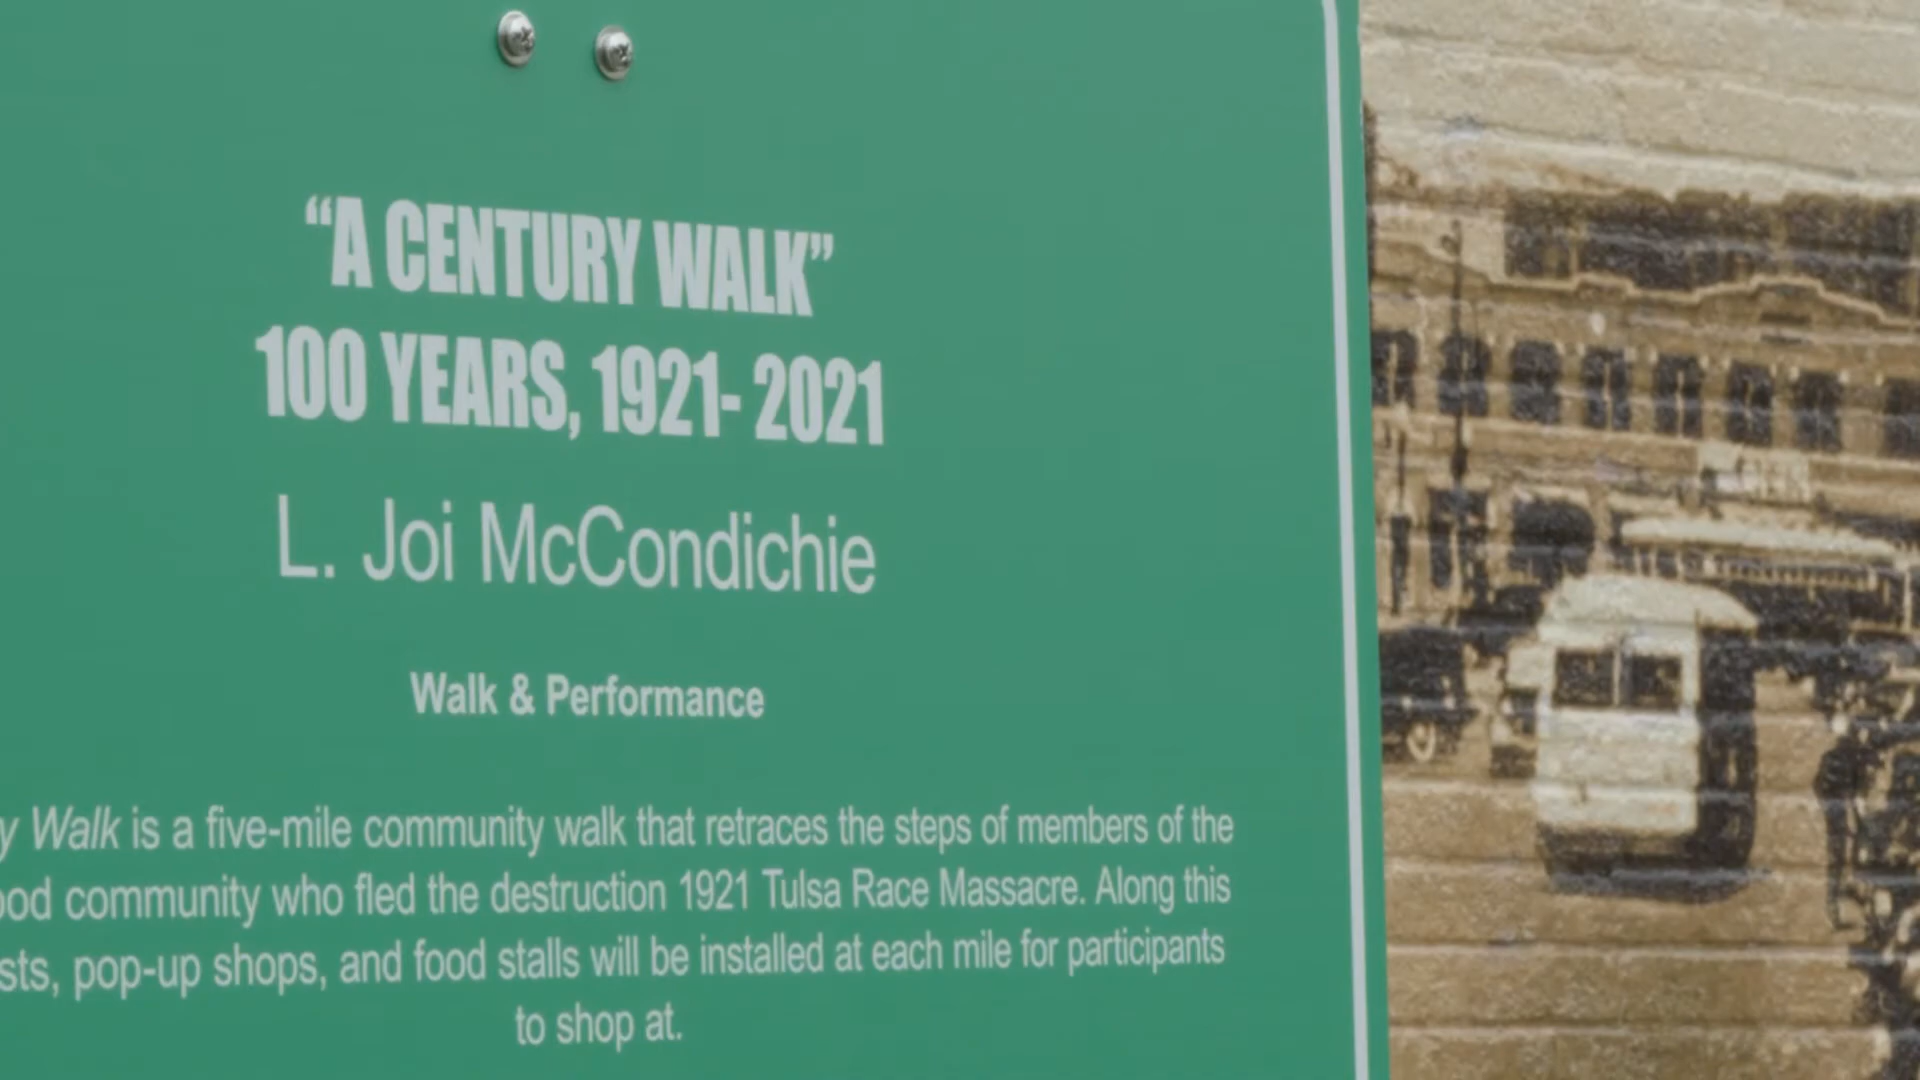 “A CENTURY WALK”
100 YEARS, 1921- 2021
L. Joi McCondichie
Walk & Performance
y Walk is a five-mile community walk that retraces the steps of members of the
ood community who fled the destruction 1921 Tulsa Race Massacre. Along this
sts, pop-up shops, and food stalls will be installed at each mile for participants
to shop at.